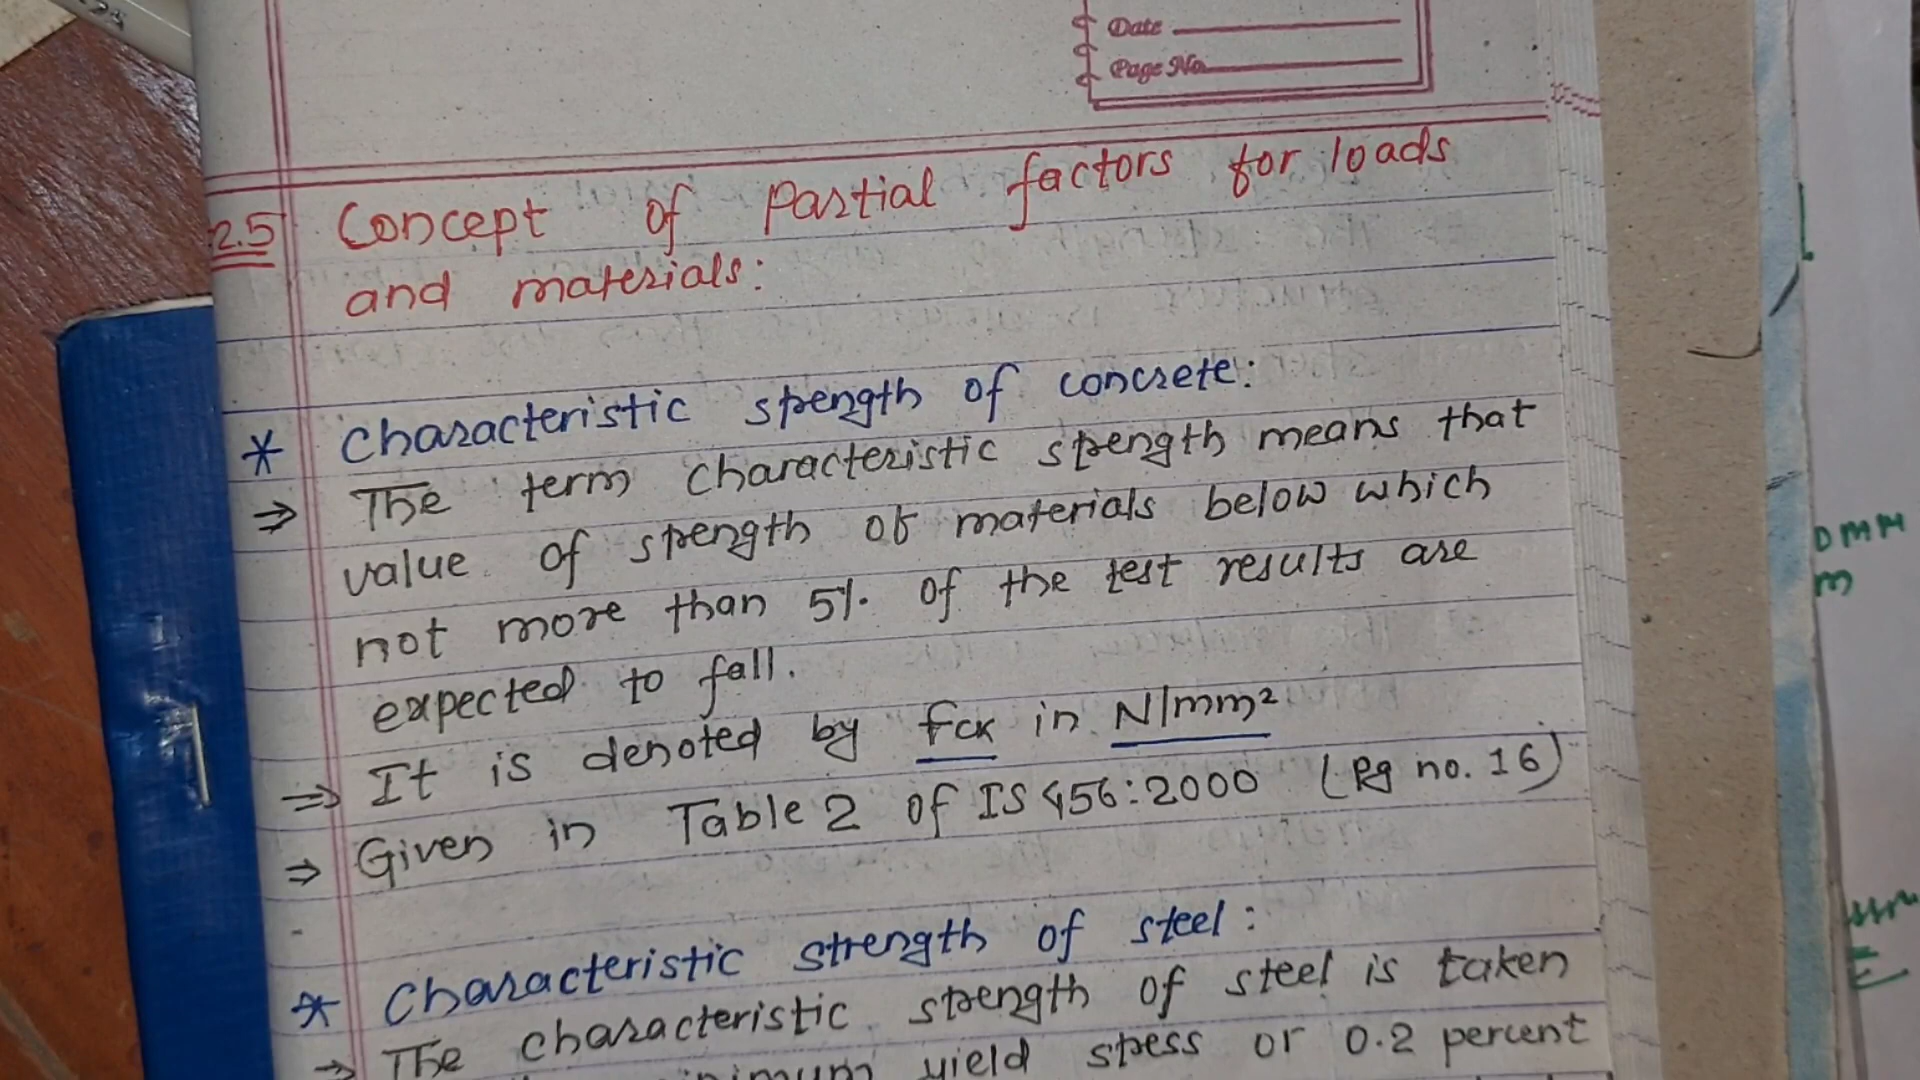 Date
Page No.
2.5 Concept of Partial factors for loads
and materials:
* Characteristic strength of concrete:
⇒ The term characteristic strength means that
value of strength of materials below which
not more than 5%. of the test results are
expected to fall.
⇒ It is denoted by fck in N/mm²
⇒ Given in Table 2 of IS 456:2000 (Pg no. 16)
* Characteristic strength of steel:
⇒ The characteristic strength of steel is taken
yield stress or 0.2 percent